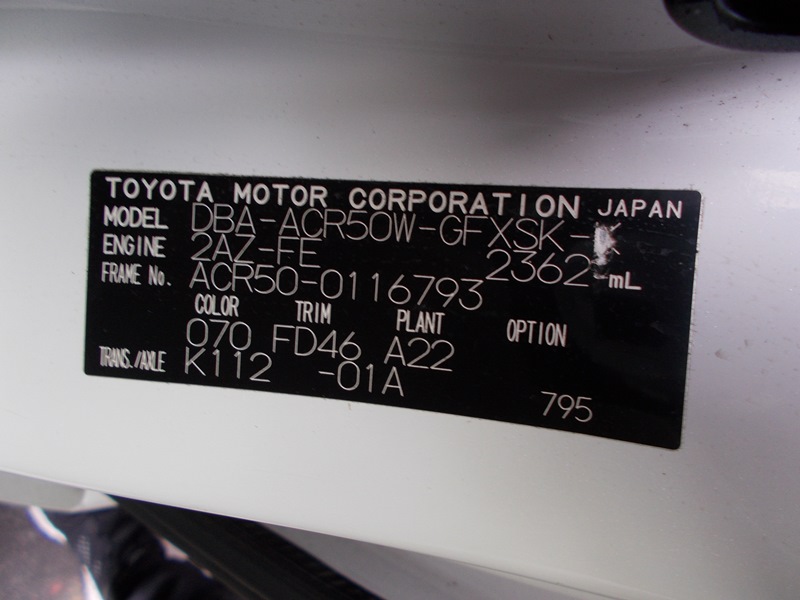 TOYOTA MOTOR CORPORATION JAPAN
MODEL DBA-ACR50W-GFXSK-K
ENGINE 2AZ-FE 2362 mL
FRAME No. ACR50-0116793
COLOR TRIM PLANT OPTION
070 FD46 A22
TRANS./AXLE K112 -01A
795